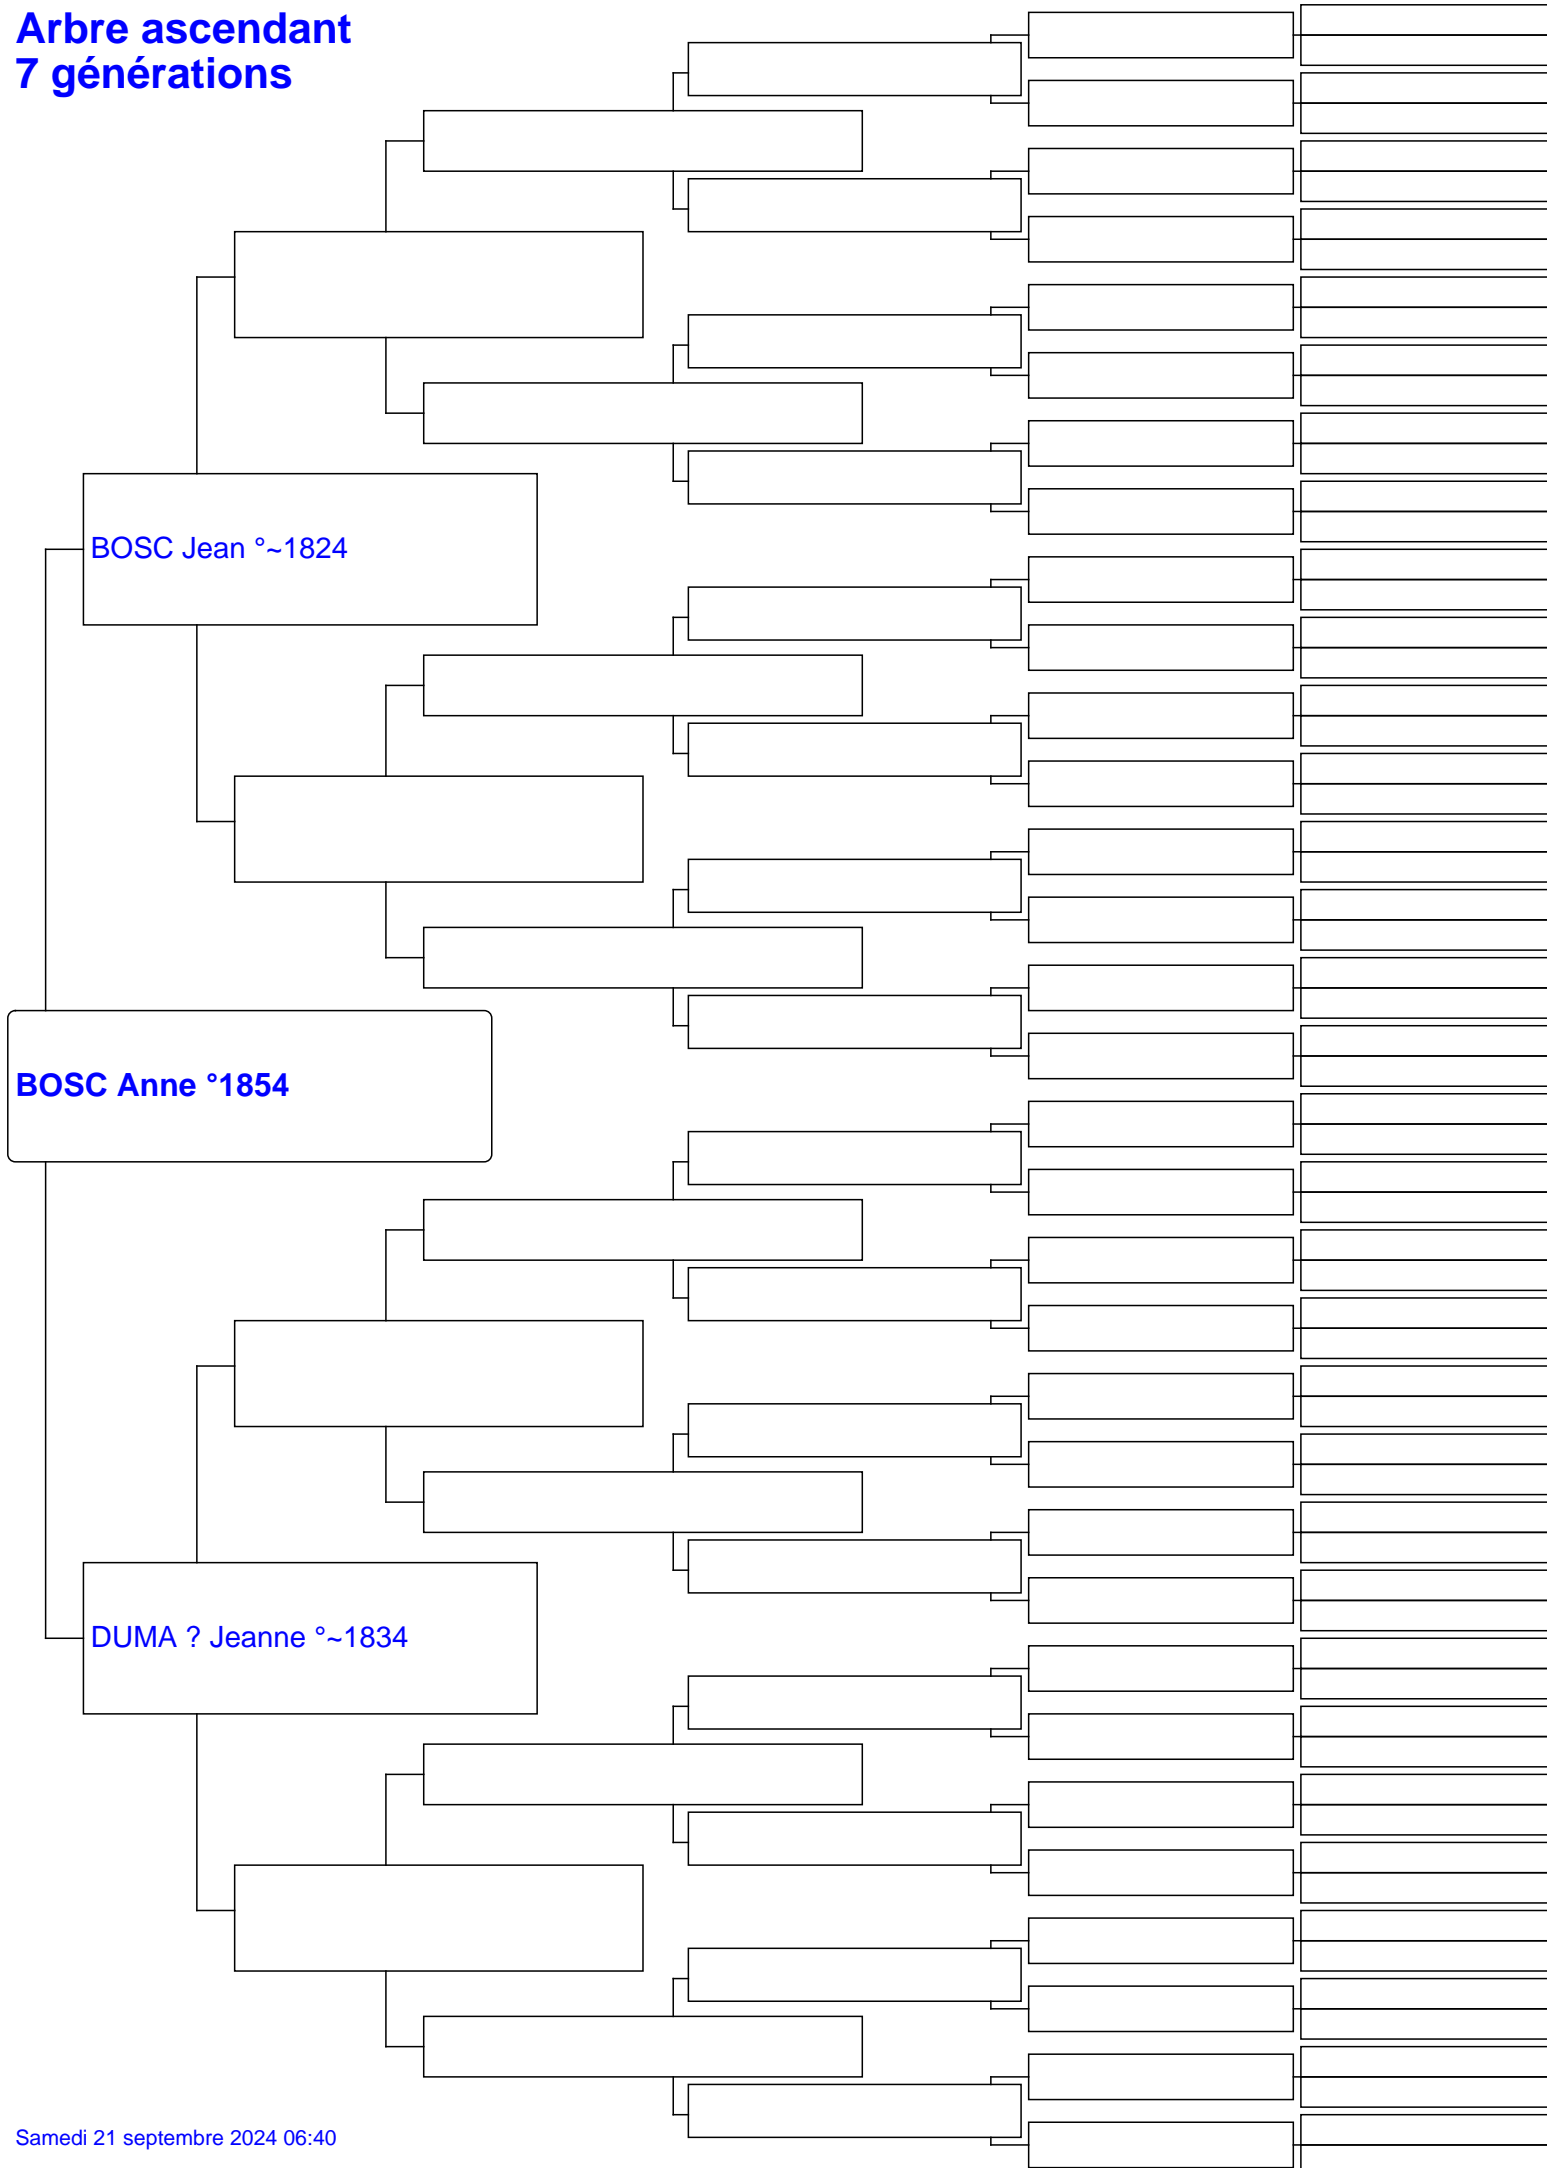 Arbre ascendant
7 générations
BOSC Jean °~1824
BOSC Anne °1854
DUMA ? Jeanne °~1834
Samedi 21 septembre 2024 06:40